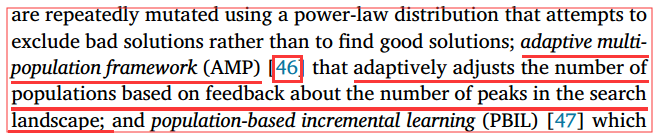 are repeatedly mutated using a power-law distribution that attempts to
exclude bad solutions rather than to find good solutions; adaptive multi-
population framework (AMP) [46] that adaptively adjusts the number of
populations based on feedback about the number of peaks in the search
landscape; and population-based incremental learning (PBIL) [47] which